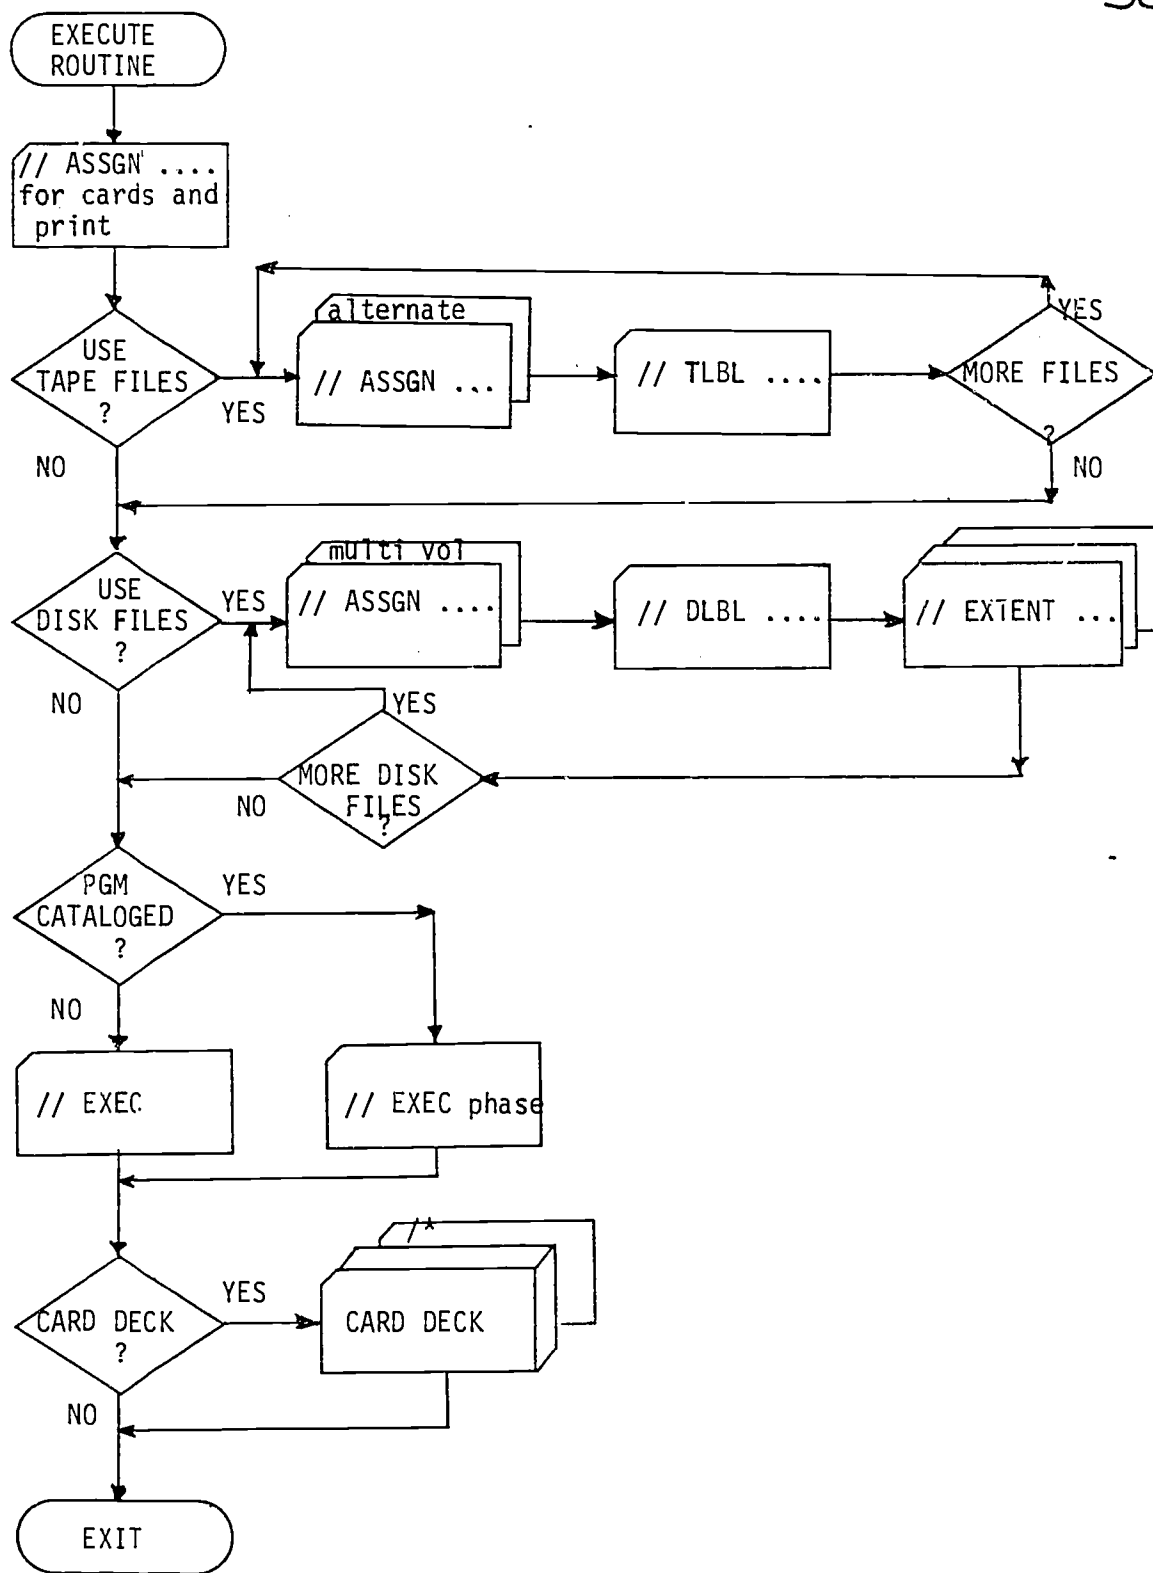 EXECUTE
ROUTINE
// ASSGN ....
for cards and
print
USE
TAPE FILES
?
YES
NO
alternate
// ASSGN ...
// TLBL ....
MORE FILES
?
YES
NO
USE
DISK FILES
?
YES
NO
multi vol
// ASSGN ....
// DLBL ....
// EXTENT ...
MORE DISK
FILES
?
YES
NO
PGM
CATALOGED
?
YES
NO
// EXEC
// EXEC phase
CARD DECK
?
YES
NO
/*
CARD DECK
EXIT